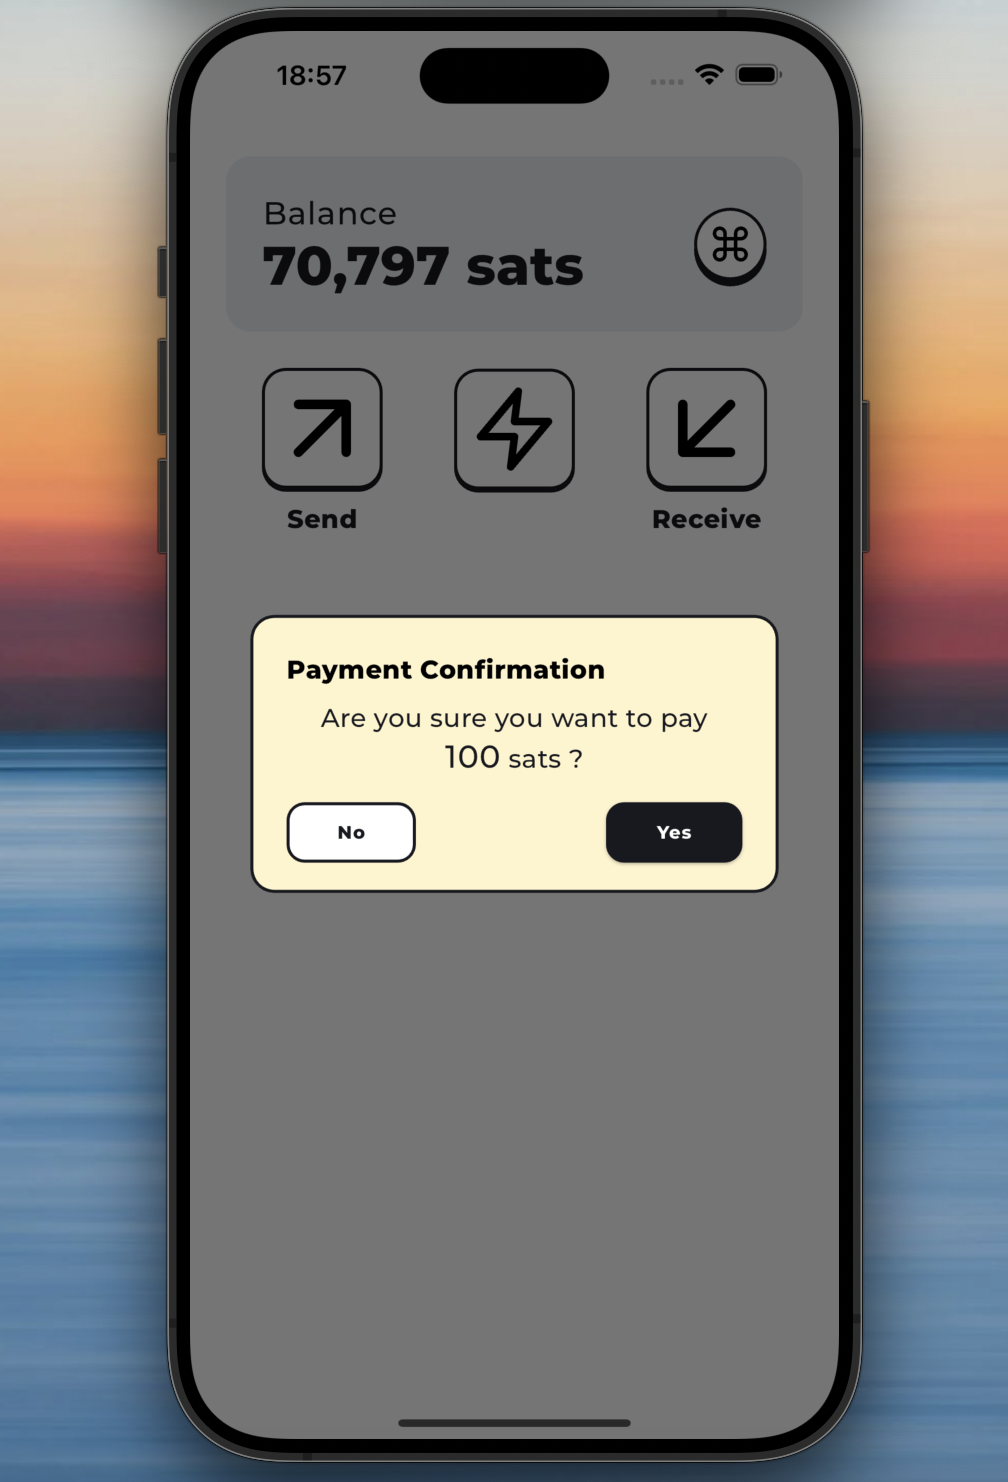 18:57
Balance
70,797 sats
Send
Receive
Payment Confirmation
Are you sure you want to pay
100 sats ?
No
Yes